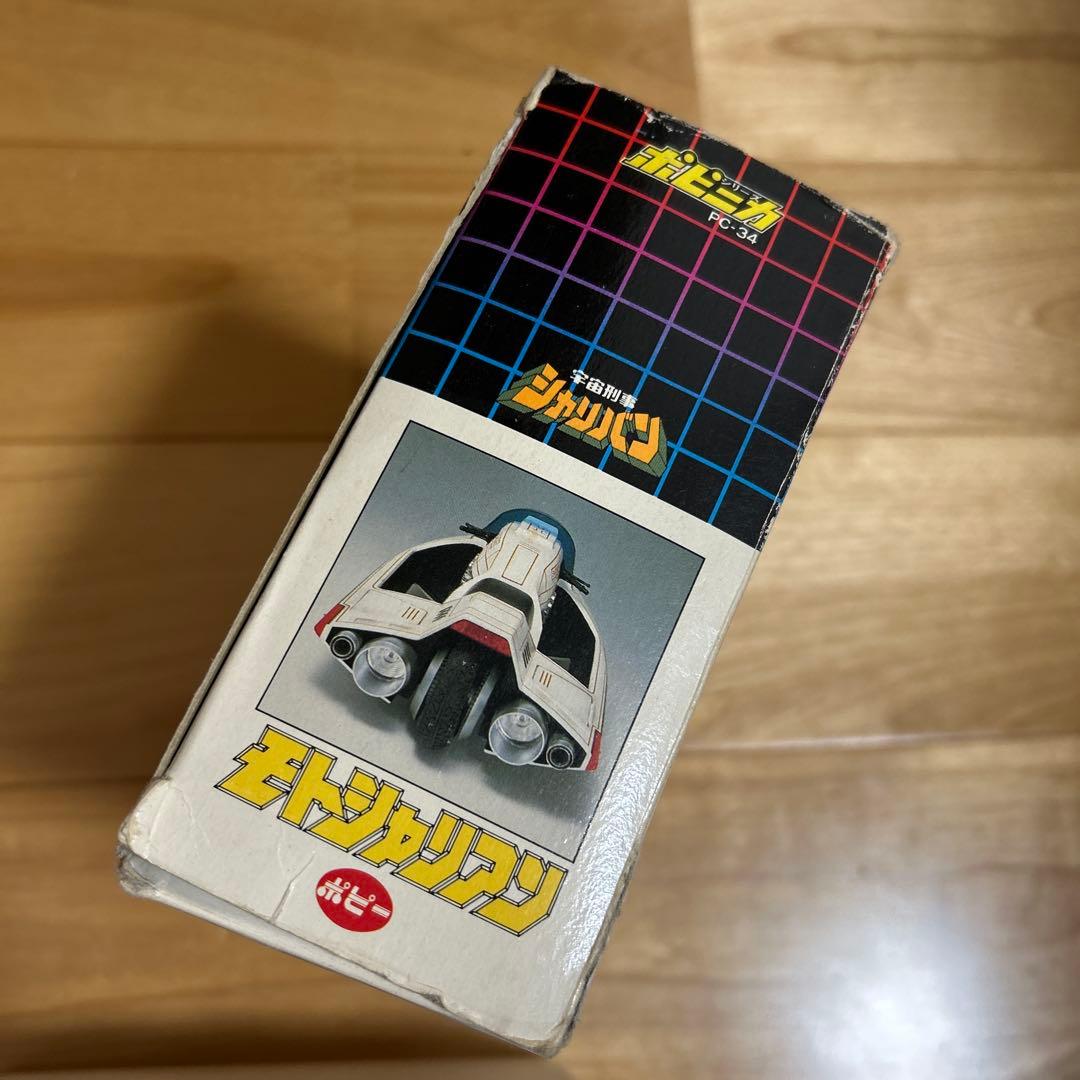 ポピニカ
シリーズ
PC-34
宇宙刑事
シャリバン
モトシャリアン
ポピー